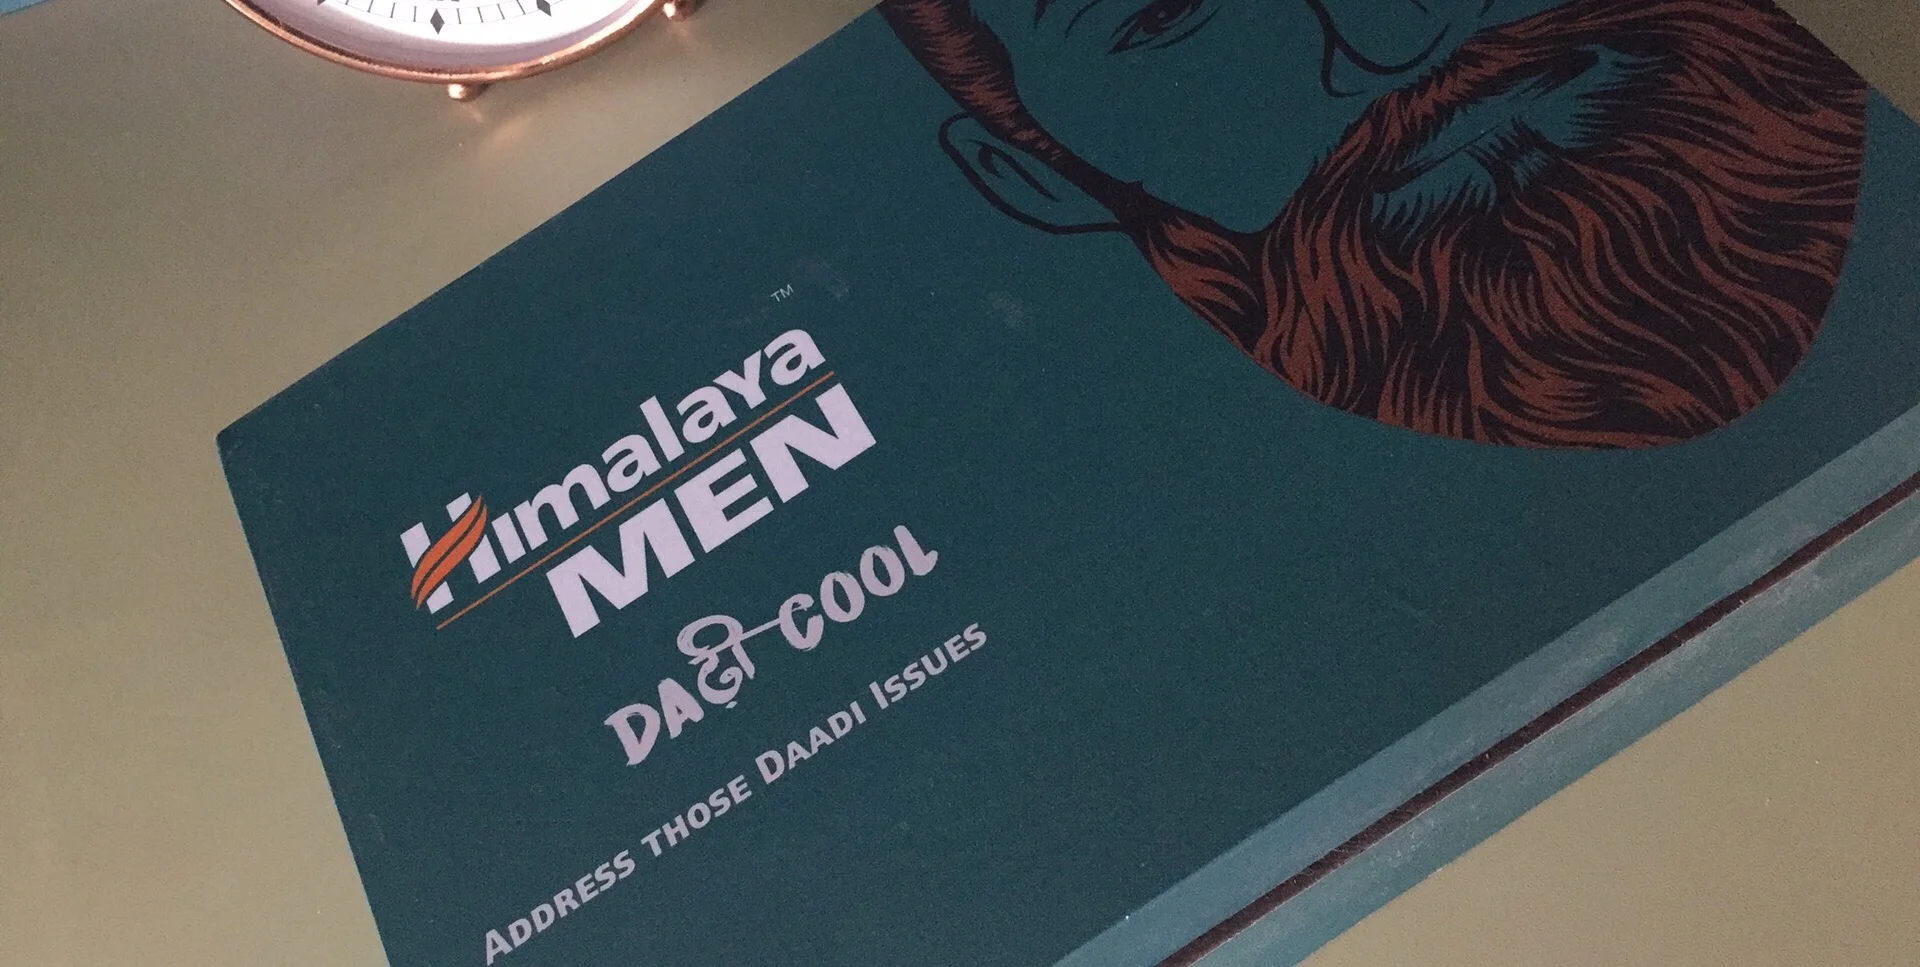 Himalaya ™
MEN
DAढ़ी COOL
ADDRESS THOSE DAADI ISSUES